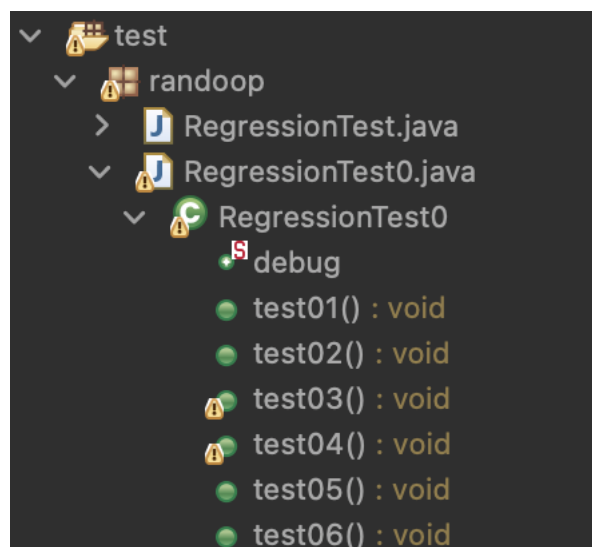 test
randoop
RegressionTest.java
RegressionTest0.java
RegressionTest0
debug
test01() : void
test02() : void
test03() : void
test04() : void
test05() : void
test06() : void